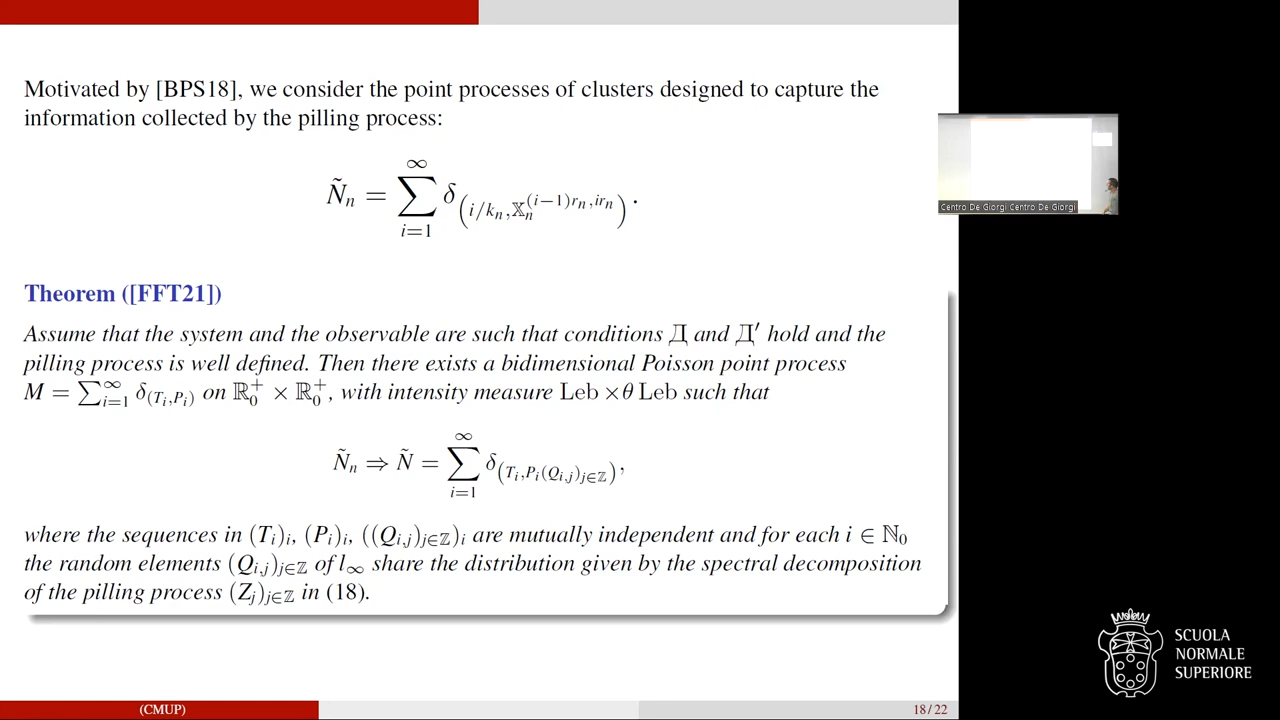 Motivated by [BPS18], we consider the point processes of clusters designed to capture the
information collected by the pilling process:
Ñ_n = ∑_{i=1}^{∞} δ_{(i/k_n, 𝕏_n^{(i−1)r_n, ir_n})}.
Theorem ([FFT21])
Assume that the system and the observable are such that conditions Д and Д′ hold and the
pilling process is well defined. Then there exists a bidimensional Poisson point process
M = ∑_{i=1}^{∞} δ_{(T_i,P_i)} on ℝ_0^+ × ℝ_0^+, with intensity measure Leb ×θ Leb such that
Ñ_n ⇒ Ñ = ∑_{i=1}^{∞} δ_{(T_i,P_i(Q_{i,j})_{j∈ℤ})},
where the sequences in (T_i)_i, (P_i)_i, ((Q_{i,j})_{j∈ℤ})_i are mutually independent and for each i ∈ ℕ_0
the random elements (Q_{i,j})_{j∈ℤ} of l_∞ share the distribution given by the spectral decomposition
of the pilling process (Z_j)_{j∈ℤ} in (18).
(CMUP)
18 / 22
Centro De Giorgi Centro De Giorgi
SCUOLA
NORMALE
SUPERIORE